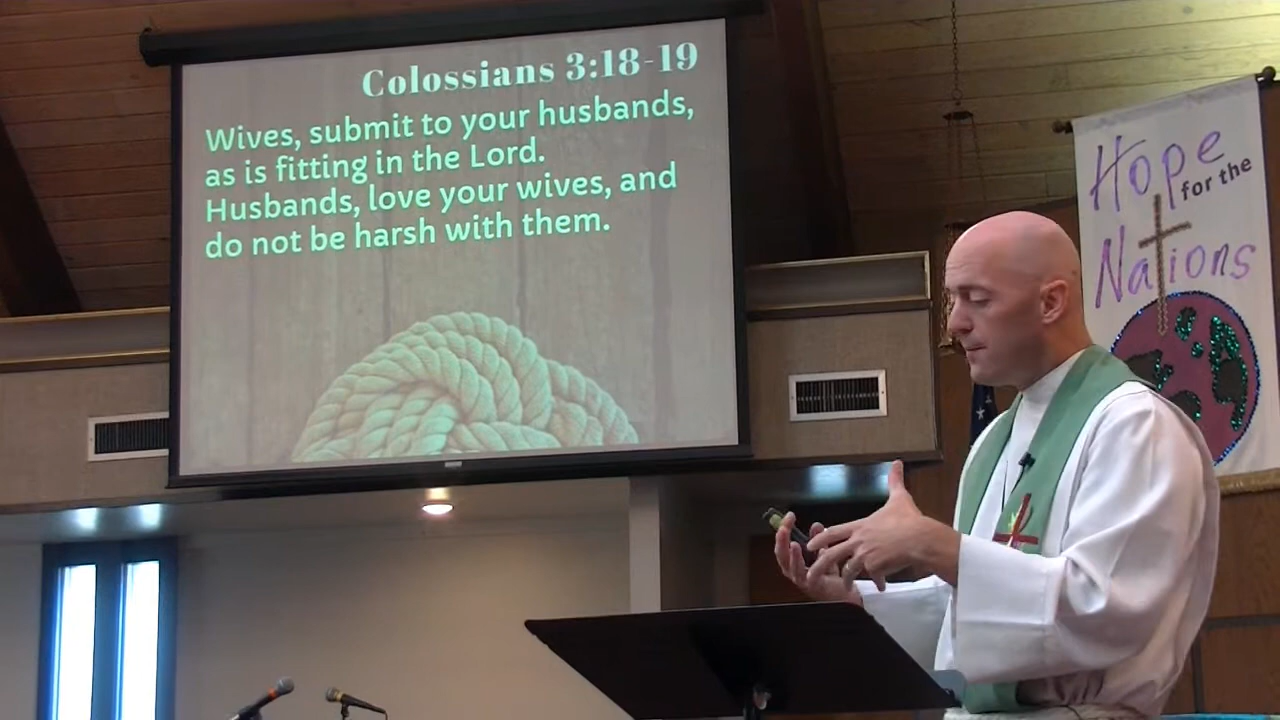 Colossians 3:18-19
Wives, submit to your husbands,
as is fitting in the Lord.
Husbands, love your wives, and
do not be harsh with them.
Hope
for the
Nations